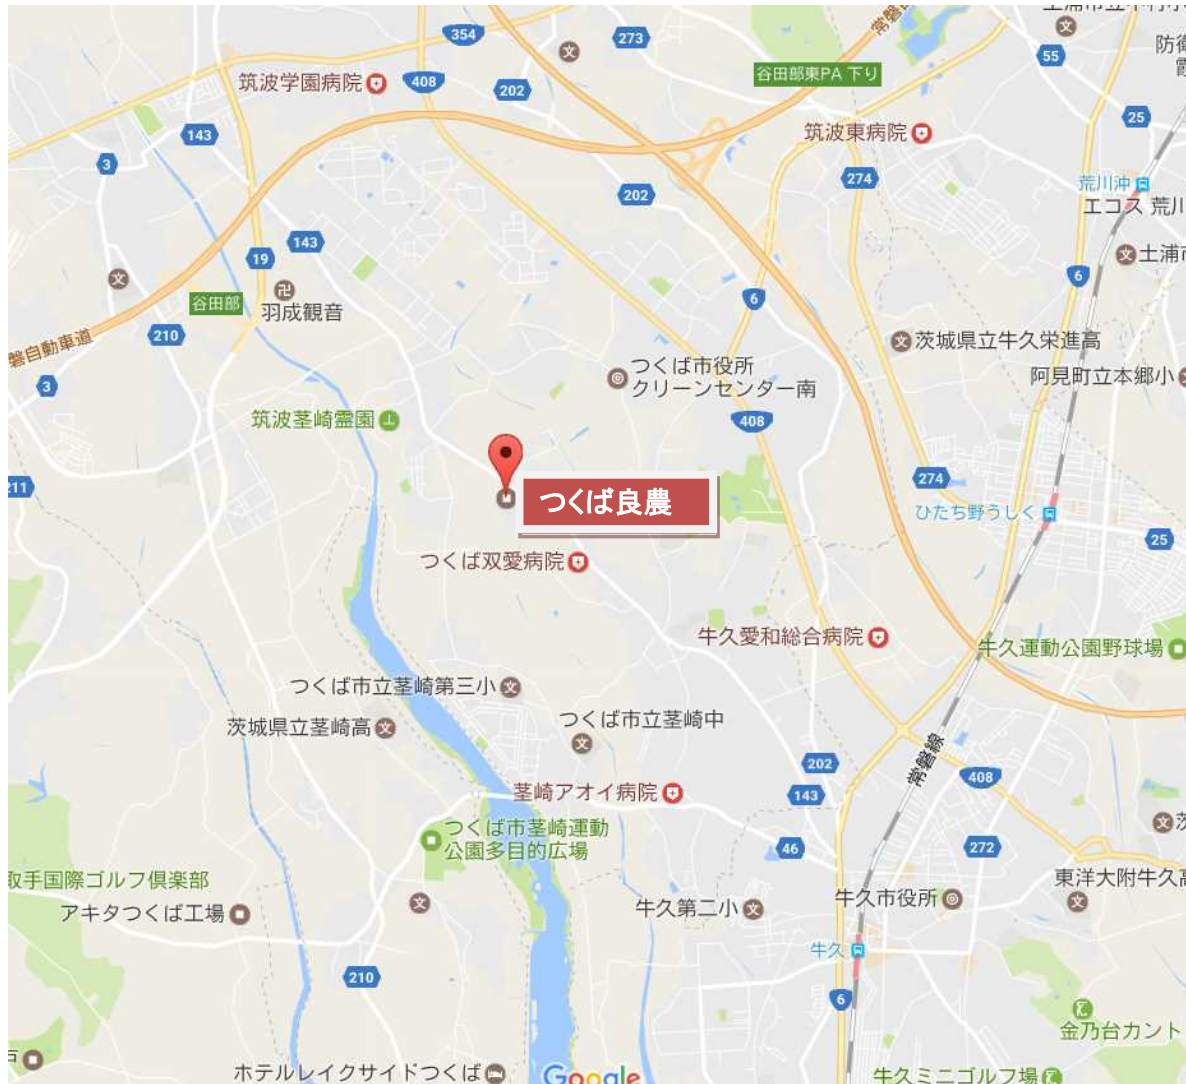 354
273
55
防衛
霞
常磐自
谷田部東PA 下り
筑波学園病院
408
202
143
25
筑波東病院
3
274
荒川沖
エコス 荒川
202
143
19
土浦市
6
谷田部
羽成観音
6
210
磐自動車道
茨城県立牛久栄進高
つくば市役所
クリーンセンター南
阿見町立本郷小
3
筑波茎崎霊園
408
211
274
つくば良農
ひたち野うしく
25
つくば双愛病院
牛久愛和総合病院
牛久運動公園野球場
つくば市立茎崎第三小
茨城県立茎崎高
つくば市立茎崎中
常磐線
202
408
茎崎アオイ病院
143
つくば市茎崎運動
公園多目的広場
46
272
取手国際ゴルフ倶楽部
東洋大附牛久高
アキタつくば工場
牛久第二小
牛久市役所
牛久
210
6
金乃台カント
ホテルレイクサイドつくば
Google
牛久ミニゴルフ場